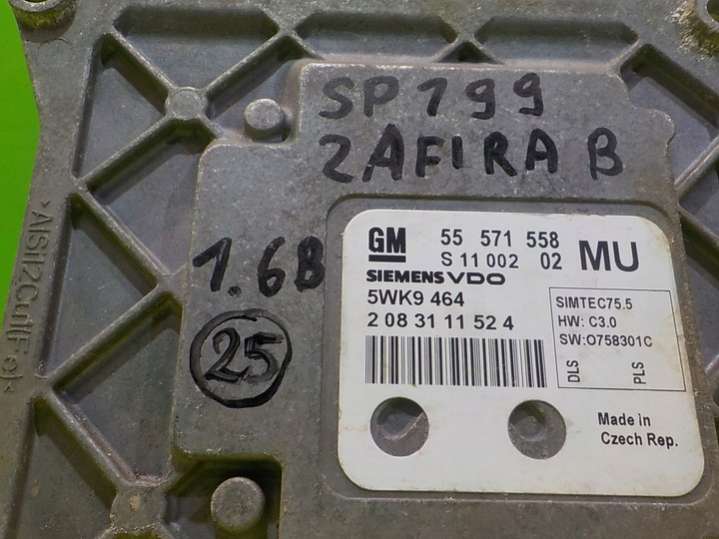 SP199
ZAFIRA B
1.6B
25
GM 55 571 558
S 11 002 02 MU
SIEMENS VDO
5WK9 464
2 08 31 11 52 4
SIMTEC75.5
HW: C3.0
SW:O758301C
DLS PLS
Made in
Czech Rep.